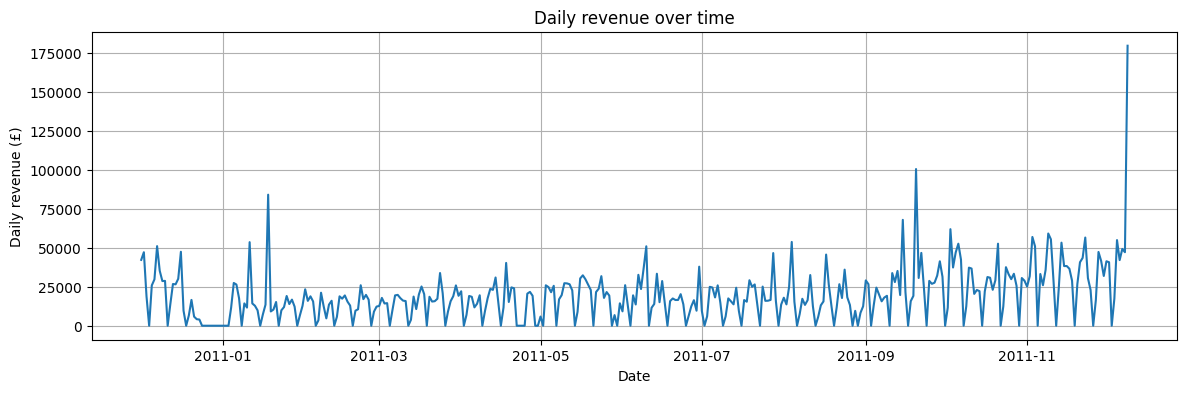 Daily revenue over time
Daily revenue (£)
175000
150000
125000
100000
75000
50000
25000
0
2011-01 2011-03 2011-05 2011-07 2011-09 2011-11
Date